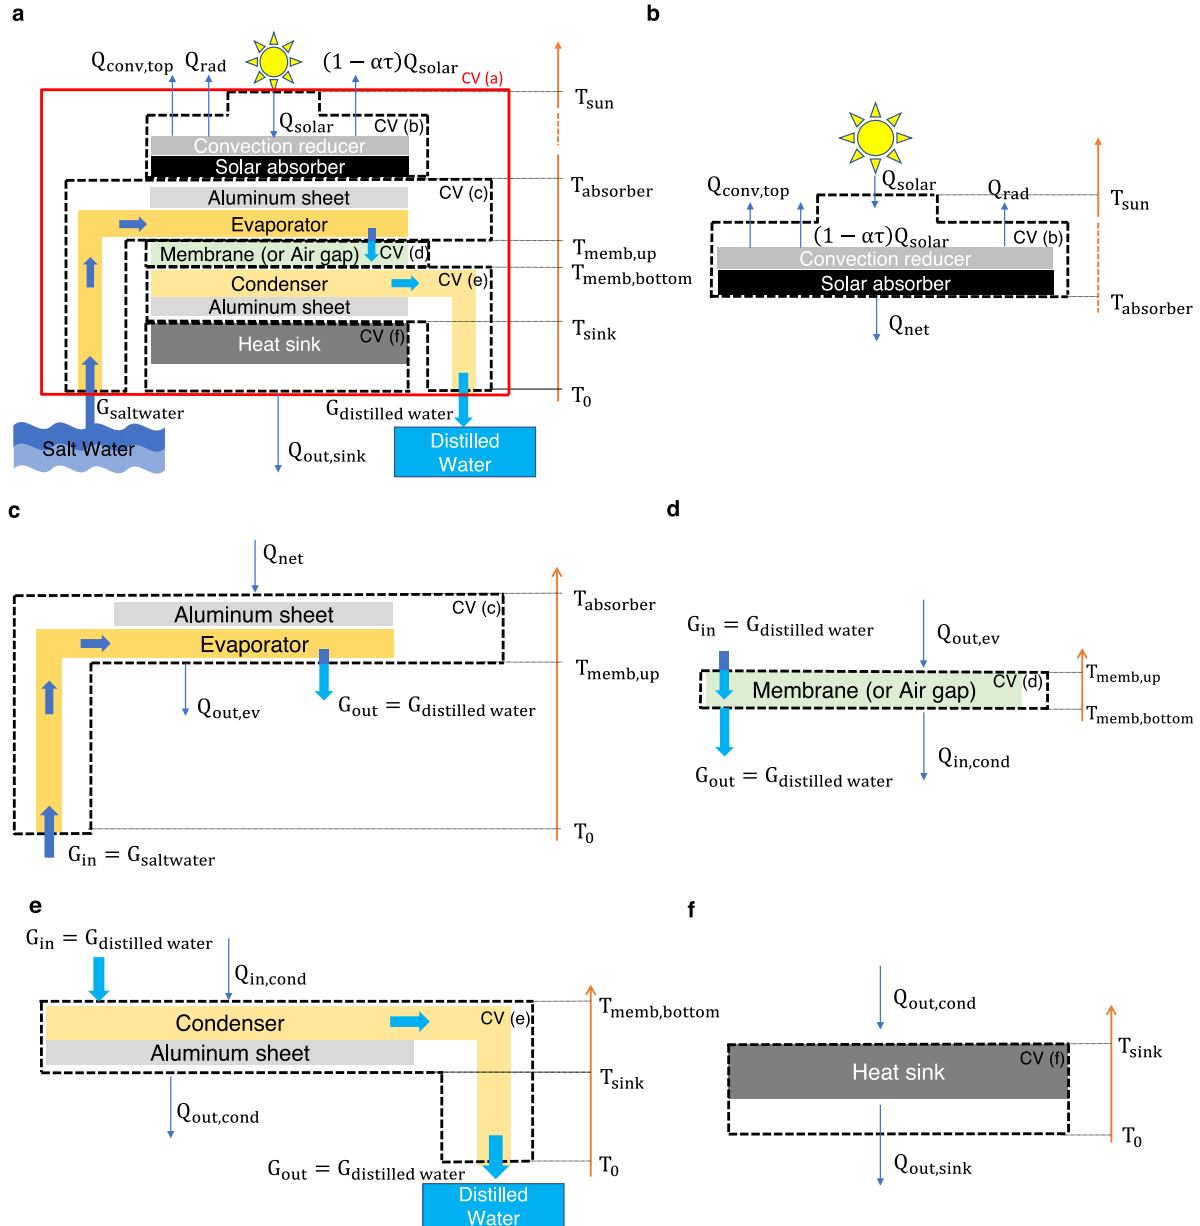 a
Q_conv,top
Q_rad
(1 − ατ)Q_solar
CV (a)
T_sun
Q_solar
CV (b)
Convection reducer
Solar absorber
T_absorber
CV (c)
Aluminum sheet
Evaporator
T_memb,up
Membrane (or Air gap)
CV (d)
T_memb,bottom
Condenser
CV (e)
Aluminum sheet
T_sink
CV (f)
Heat sink
T_0
G_saltwater
G_distilled water
Salt Water
Q_out,sink
Distilled
Water
b
Q_conv,top
Q_solar
Q_rad
T_sun
(1 − ατ)Q_solar
CV (b)
Convection reducer
Solar absorber
T_absorber
Q_net
c
Q_net
T_absorber
CV (c)
Aluminum sheet
Evaporator
T_memb,up
Q_out,ev
G_out = G_distilled water
T_0
G_in = G_saltwater
d
G_in = G_distilled water
Q_out,ev
T_memb,up
CV (d)
Membrane (or Air gap)
T_memb,bottom
Q_in,cond
G_out = G_distilled water
e
G_in = G_distilled water
Q_in,cond
T_memb,bottom
Condenser
CV (e)
Aluminum sheet
T_sink
Q_out,cond
T_0
G_out = G_distilled water
Distilled
Water
f
Q_out,cond
T_sink
CV (f)
Heat sink
T_0
Q_out,sink